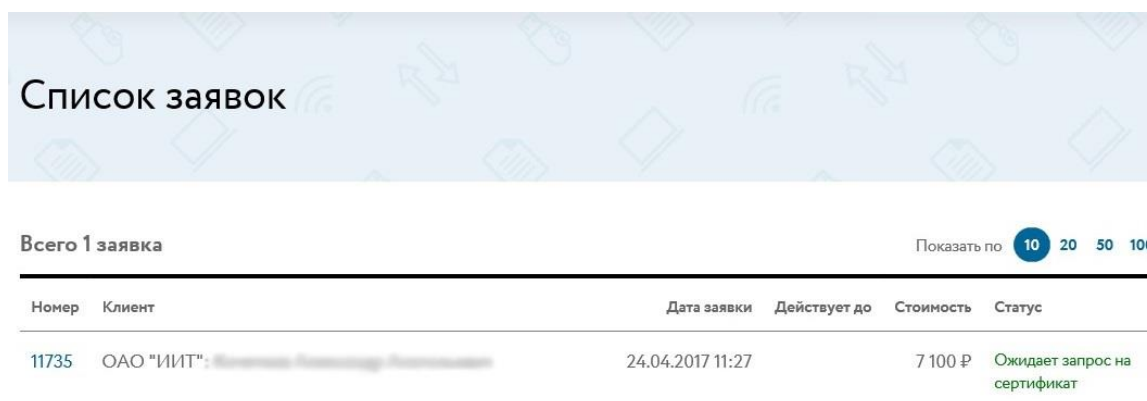 Список заявок
Всего 1 заявка
Показать по 10 20 50 100
Номер Клиент Дата заявки Действует до Стоимость Статус
11735 ОАО "ИИТ": 24.04.2017 11:27 7 100 ₽ Ожидает запрос на
сертификат